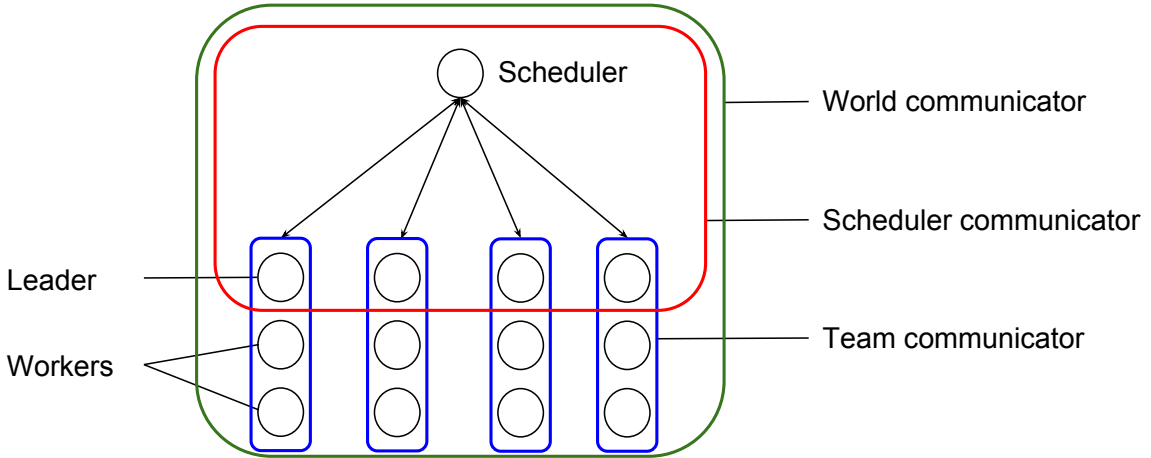 Scheduler
World communicator
Scheduler communicator
Leader
Team communicator
Workers